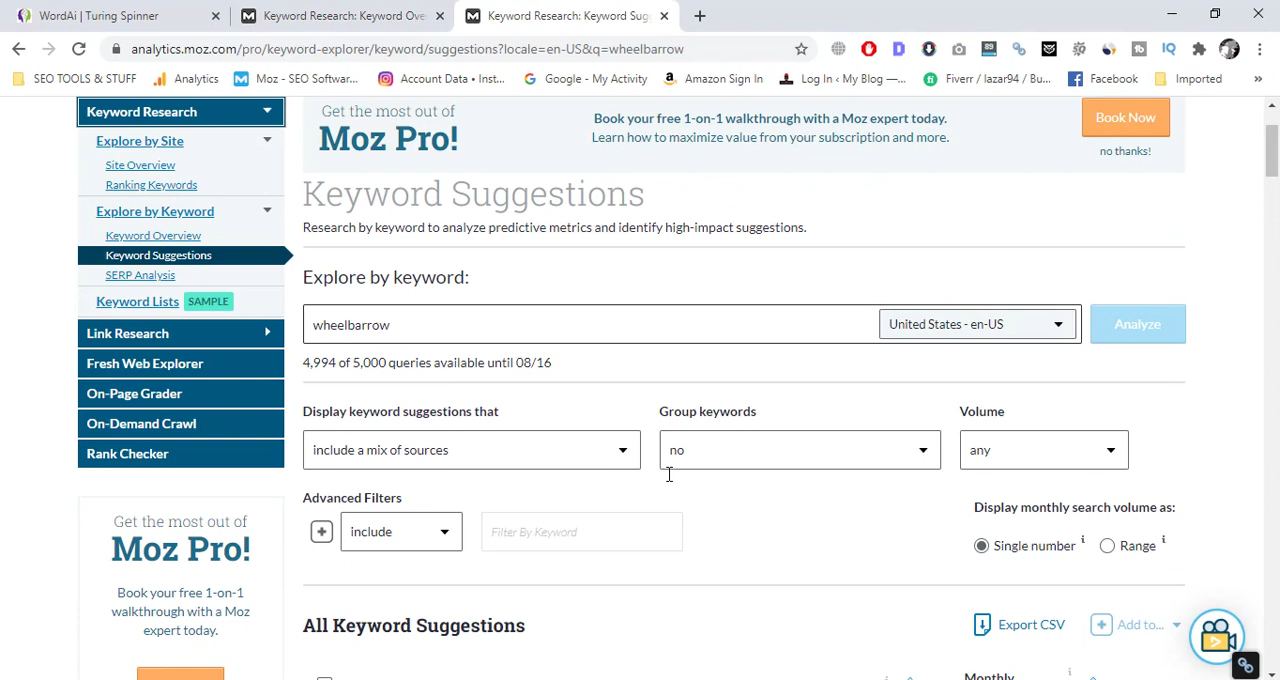 WordAi | Turing Spinner
Keyword Research: Keyword Ove
Keyword Research: Keyword Sug
analytics.moz.com/pro/keyword-explorer/keyword/suggestions?locale=en-US&q=wheelbarrow
89
IQ
SEO TOOLS & STUFF
Analytics
Moz - SEO Softwar...
Account Data • Inst...
Google - My Activity
Amazon Sign In
Log In ‹ My Blog —...
Fiverr / lazar94 / Bu...
Facebook
Imported
»
Keyword Research
Explore by Site
Site Overview
Ranking Keywords
Explore by Keyword
Keyword Overview
Keyword Suggestions
SERP Analysis
Keyword Lists SAMPLE
Link Research
Fresh Web Explorer
On-Page Grader
On-Demand Crawl
Rank Checker
Get the most out of
Moz Pro!
Book your free 1-on-1
walkthrough with a Moz
expert today.
Get the most out of
Moz Pro!
Book your free 1-on-1 walkthrough with a Moz expert today.
Learn how to maximize value from your subscription and more.
Book Now
no thanks!
Keyword Suggestions
Research by keyword to analyze predictive metrics and identify high-impact suggestions.
Explore by keyword:
wheelbarrow
United States - en-US
Analyze
4,994 of 5,000 queries available until 08/16
Display keyword suggestions that
Group keywords
Volume
include a mix of sources
no
any
Advanced Filters
include
Filter By Keyword
Display monthly search volume as:
Single number i
Range i
All Keyword Suggestions
Export CSV
Add to...
Monthly